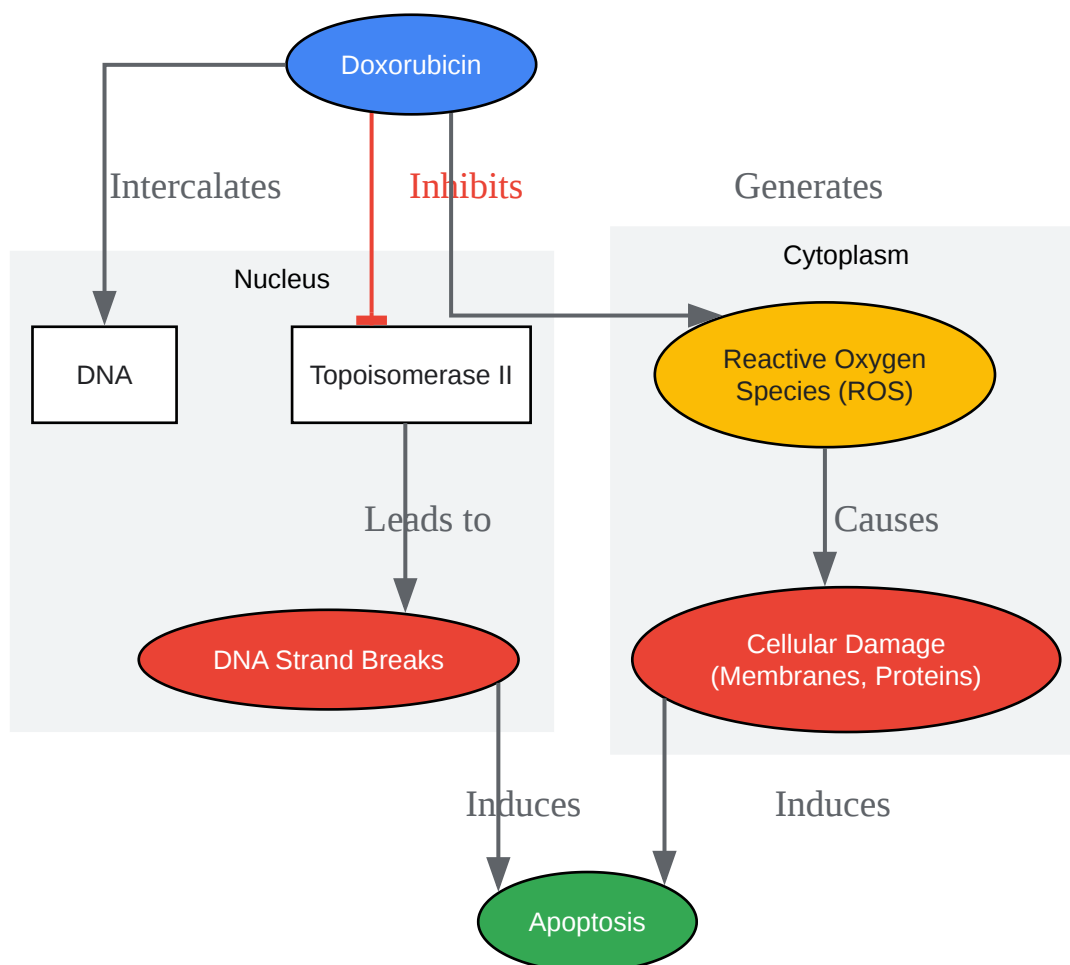 Doxorubicin
Intercalates
Inhibits
Generates
Nucleus
Cytoplasm
DNA
Topoisomerase II
Reactive Oxygen
Species (ROS)
Leads to
Causes
DNA Strand Breaks
Cellular Damage
(Membranes, Proteins)
Induces
Induces
Apoptosis